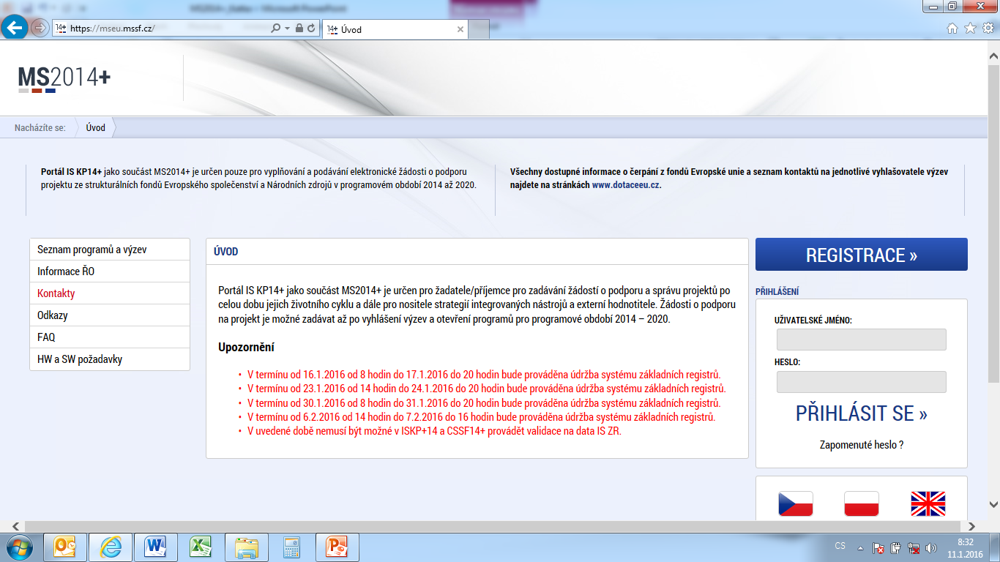 https://mseu.mssf.cz/
Úvod
MS2014+
Nacházíte se:
Úvod
Portál IS KP14+ jako součást MS2014+ je určen pouze pro vyplňování a podávání elektronické žádosti o podporu
projektu ze strukturálních fondů Evropského společenství a Národních zdrojů v programovém období 2014 až 2020.
Všechny dostupné informace o čerpání z fondů Evropské unie a seznam kontaktů na jednotlivé vyhlašovatele výzev
najdete na stránkách www.dotaceeu.cz.
Seznam programů a výzev
Informace ŘO
Kontakty
Odkazy
FAQ
HW a SW požadavky
ÚVOD
Portál IS KP14+ jako součást MS2014+ je určen pro žadatele/příjemce pro zadávání žádostí o podporu a správu projektů po
celou dobu jejich životního cyklu a dále pro nositele strategií integrovaných nástrojů a externí hodnotitele. Žádosti o podporu
na projekt je možné zadávat až po vyhlášení výzev a otevření programů pro programové období 2014 – 2020.
Upozornění
• V termínu od 16.1.2016 od 8 hodin do 17.1.2016 do 20 hodin bude prováděna údržba systému základních registrů.
• V termínu od 23.1.2016 od 14 hodin do 24.1.2016 do 20 hodin bude prováděna údržba systému základních registrů.
• V termínu od 30.1.2016 od 8 hodin do 31.1.2016 do 20 hodin bude prováděna údržba systému základních registrů.
• V termínu od 6.2.2016 od 14 hodin do 7.2.2016 do 16 hodin bude prováděna údržba systému základních registrů.
• V uvedené době nemusí být možné v ISKP+14 a CSSF14+ provádět validace na data IS ZR.
REGISTRACE »
PŘIHLÁŠENÍ
UŽIVATELSKÉ JMÉNO:
HESLO:
PŘIHLÁSIT SE »
Zapomenuté heslo ?
CS
8:32
11.1.2016